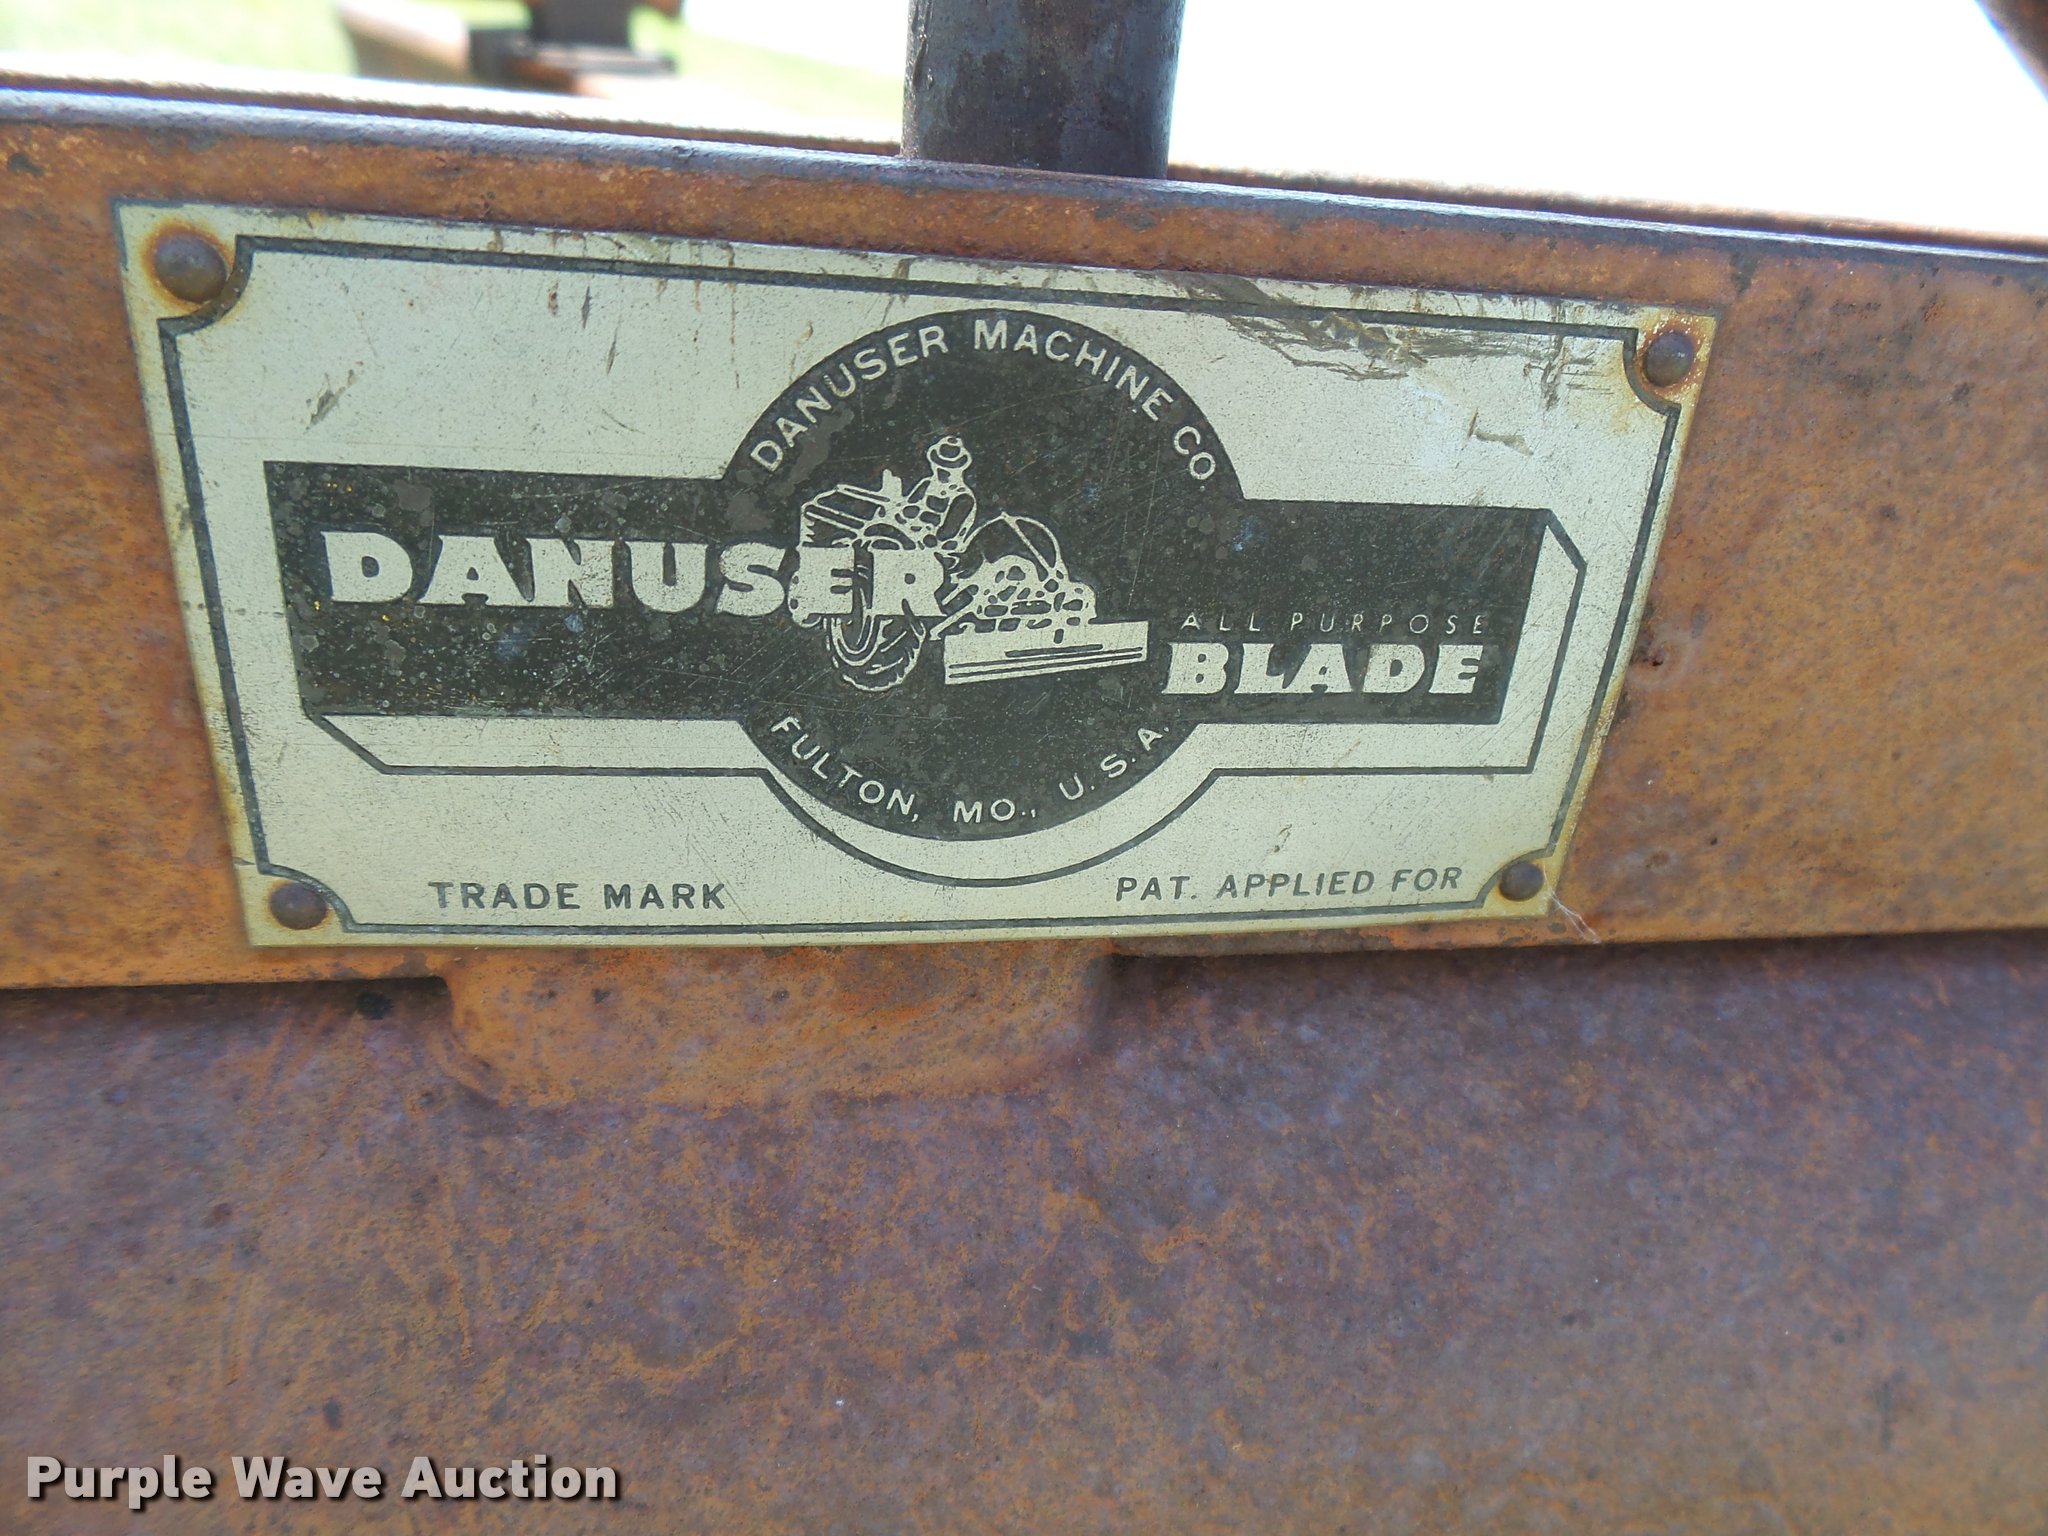 DANUSER MACHINE CO.
DANUSER
ALL PURPOSE
BLADE
FULTON, MO., U.S.A.
TRADE MARK
PAT. APPLIED FOR
Purple Wave Auction